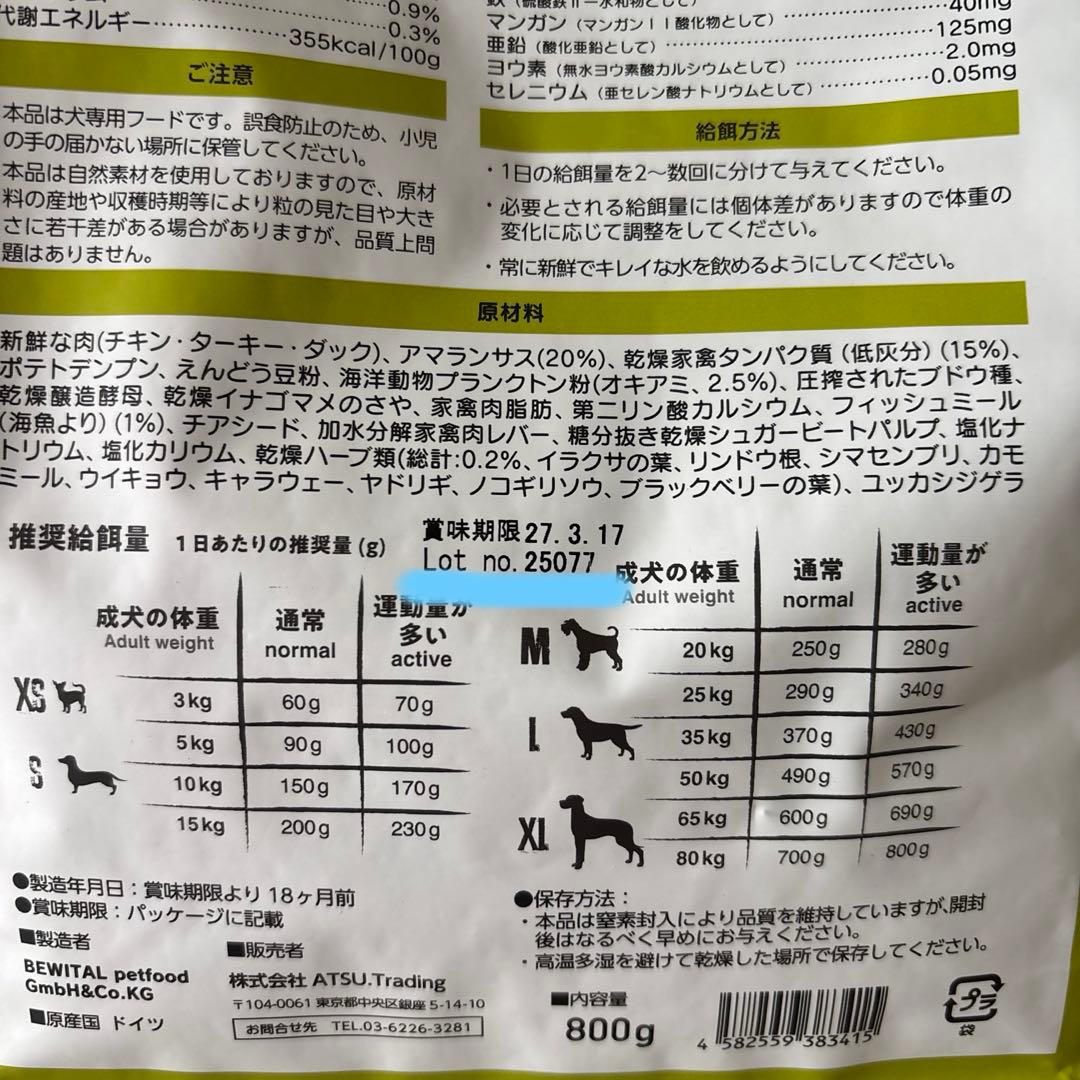 0.9%
0.3%
代謝エネルギー
355kcal/100g
ご注意
本品は犬専用フードです。誤食防止のため、小児
の手の届かない場所に保管してください。
本品は自然素材を使用しておりますので、原材
料の産地や収穫時期等により粒の見た目や大き
さに若干差がある場合がありますが、品質上問
題はありません。
40mg
マンガン（マンガンII酸化物として）
125mg
亜鉛（酸化亜鉛として）
2.0mg
ヨウ素（無水ヨウ素酸カルシウムとして）
0.05mg
セレニウム（亜セレン酸ナトリウムとして）
給餌方法
・1日の給餌量を2〜数回に分けて与えてください。
・必要とされる給餌量には個体差がありますので体重の
変化に応じて調整をしてください。
・常に新鮮でキレイな水を飲めるようにしてください。
原材料
新鮮な肉(チキン・ターキー・ダック)、アマランサス(20%)、乾燥家禽タンパク質（低灰分）(15%)、
ポテトデンプン、えんどう豆粉、海洋動物プランクトン粉(オキアミ、2.5%)、圧搾されたブドウ種、
乾燥醸造酵母、乾燥イナゴマメのさや、家禽肉脂肪、第二リン酸カルシウム、フィッシュミール
(海魚より) (1%)、チアシード、加水分解家禽肉レバー、糖分抜き乾燥シュガービートパルプ、塩化ナ
トリウム、塩化カリウム、乾燥ハーブ類(総計:0.2%、イラクサの葉、リンドウ根、シマセンブリ、カモ
ミール、ウイキョウ、キャラウェー、ヤドリギ、ノコギリソウ、ブラックベリーの葉)、ユッカシジゲラ
推奨給餌量 1日あたりの推奨量(g)
賞味期限27.3.17
Lot no.25077
成犬の体重 通常 運動量が
多い
Adult weight normal active
XS
3kg 60g 70g
5kg 90g 100g
S
10kg 150g 170g
15kg 200g 230g
成犬の体重 通常 運動量が
多い
Adult weight normal active
M
20kg 250g 280g
25kg 290g 340g
L
35kg 370g 430g
50kg 490g 570g
XL
65kg 600g 690g
80kg 700g 800g
●製造年月日：賞味期限より18ヶ月前
●賞味期限：パッケージに記載
■製造者
BEWITAL petfood
GmbH&Co.KG
■原産国 ドイツ
■販売者
株式会社 ATSU.Trading
〒104-0061 東京都中央区銀座 5-14-10
お問合せ先 TEL.03-6226-3281
●保存方法：
・本品は窒素封入により品質を維持していますが、開封
後はなるべく早めにお与えください。
・高温多湿を避けて乾燥した場所で保存してください。
■内容量
800g
4 582559 383415
プラ
袋